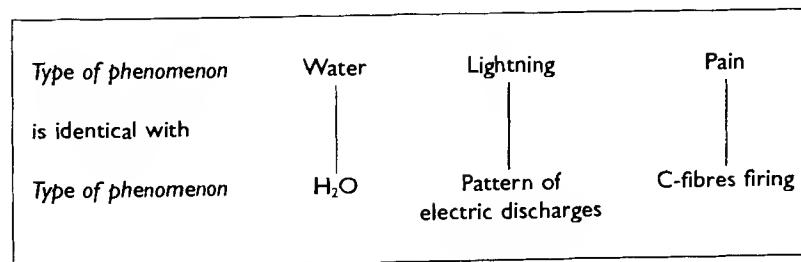 Type of phenomenon Water Lightning Pain
is identical with
Type of phenomenon H₂O Pattern of electric discharges C-fibres firing